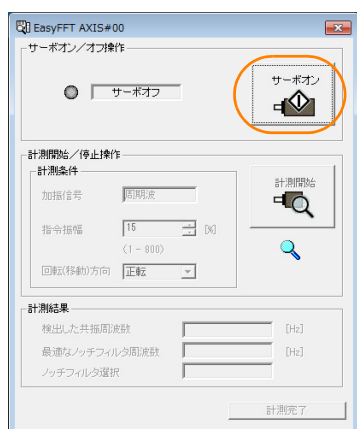 EasyFFT AXIS#00
サーボオン／オフ操作
サーボオフ
サーボオン
計測開始／停止操作
計測条件
加振信号
周期波
計測開始
指令振幅
15
[%]
(1 - 800)
回転(移動)方向
正転
計測結果
検出した共振周波数
[Hz]
最適なノッチフィルタ周波数
[Hz]
ノッチフィルタ選択
計測完了